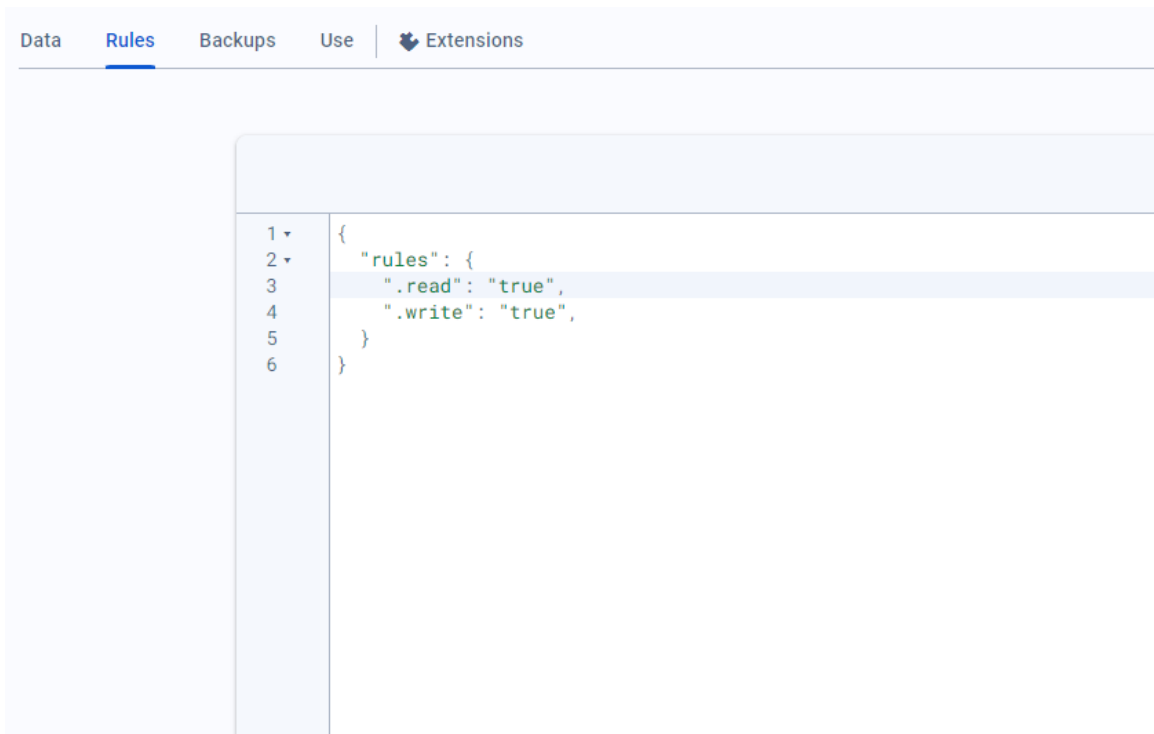 Data Rules Backups Use Extensions
1 {
2 "rules": {
3 ".read": "true",
4 ".write": "true",
5 }
6 }